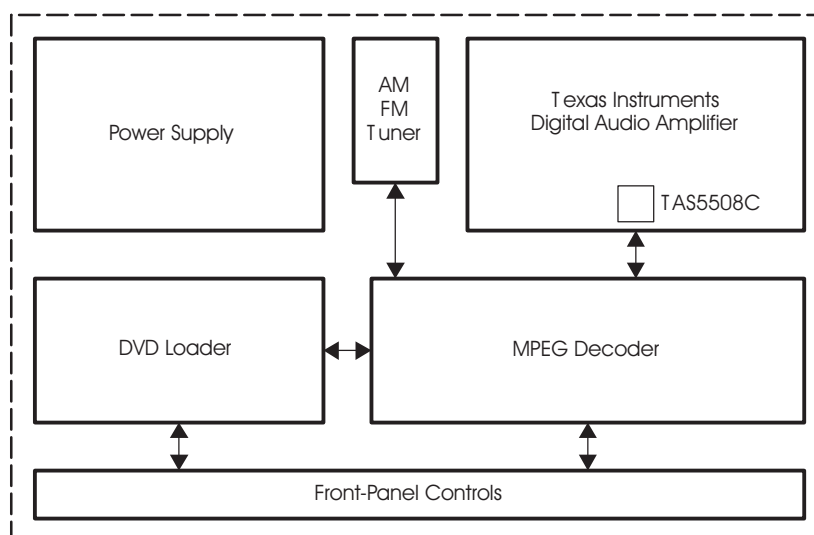 Power Supply
AM
FM
Tuner
Texas Instruments
Digital Audio Amplifier
TAS5508C
DVD Loader
MPEG Decoder
Front-Panel Controls